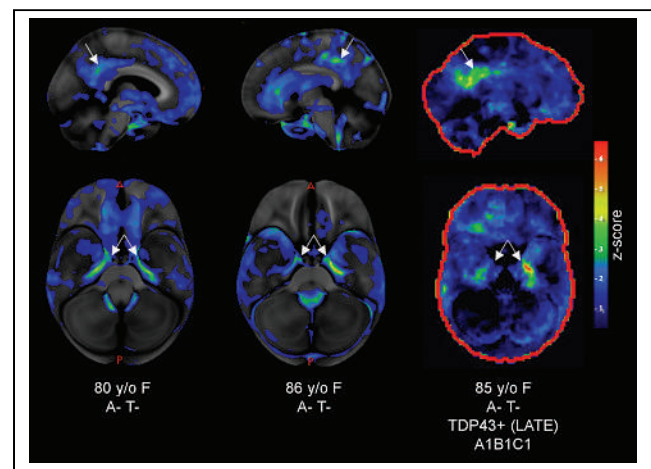 A
z-score
P
80 y/o F
A- T-
86 y/o F
A- T-
85 y/o F
A- T-
TDP43+ (LATE)
A1B1C1